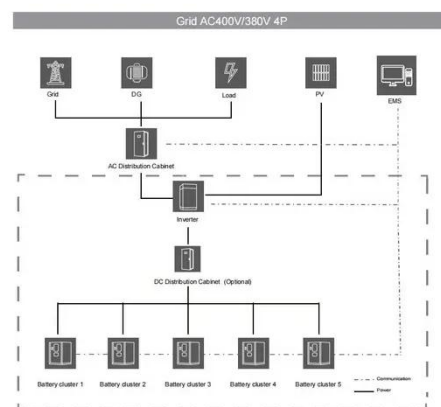 Grid AC400V/380V 4P
Grid DG Load PV EMS
AC Distribution Cabinet
Inverter
DC Distribution Cabinet (Optional)
Battery cluster 1 Battery cluster 2 Battery cluster 3 Battery cluster 4 Battery cluster 5
Communication
Power